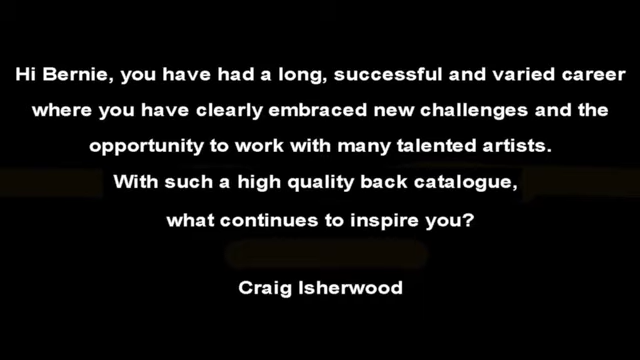 Hi Bernie, you have had a long, successful and varied career
where you have clearly embraced new challenges and the
opportunity to work with many talented artists.
With such a high quality back catalogue,
what continues to inspire you?
Craig Isherwood